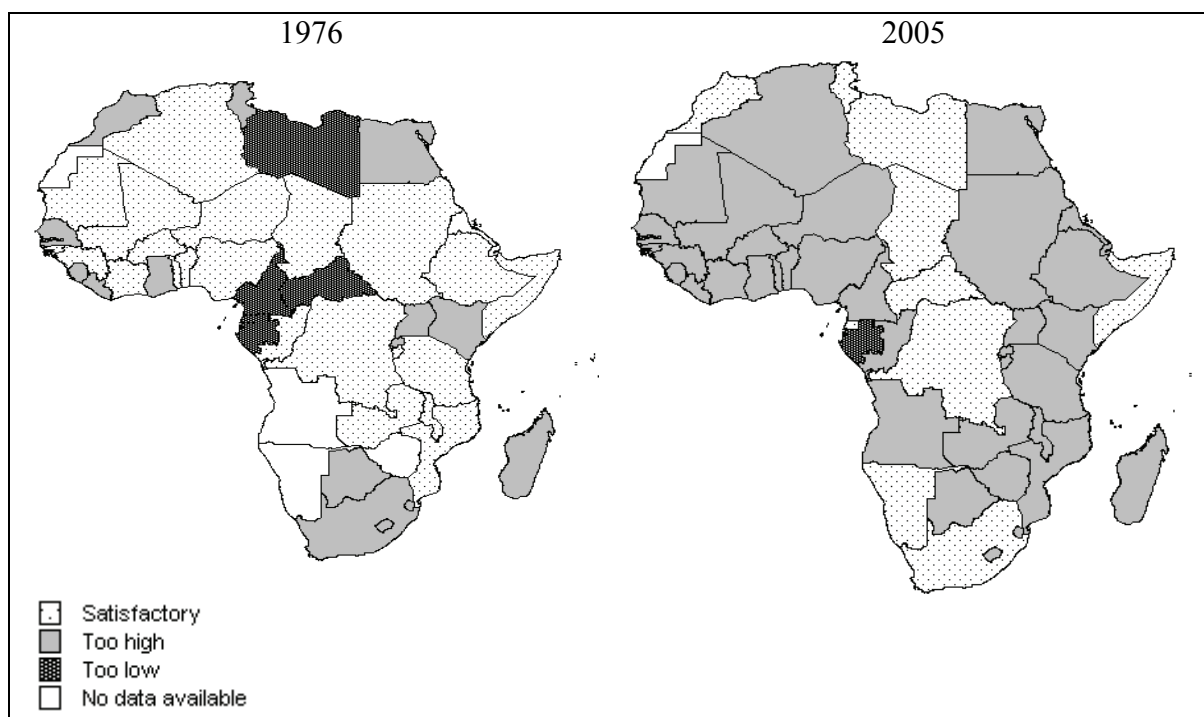 1976
2005
Satisfactory
Too high
Too low
No data available